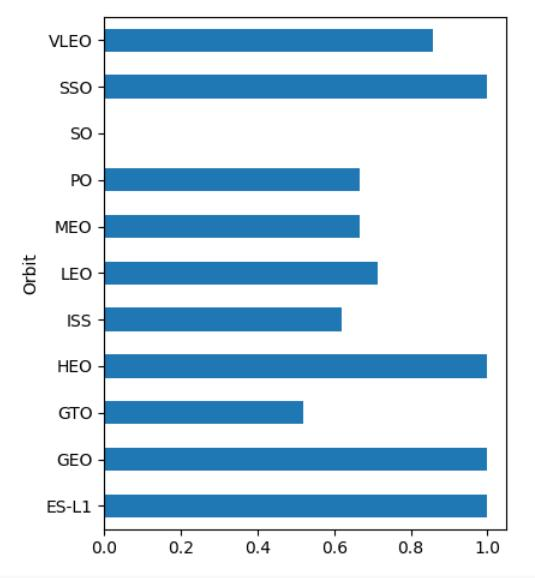 VLEO
SSO
SO
PO
MEO
LEO
ISS
HEO
GTO
GEO
ES-L1
Orbit
0.0 0.2 0.4 0.6 0.8 1.0